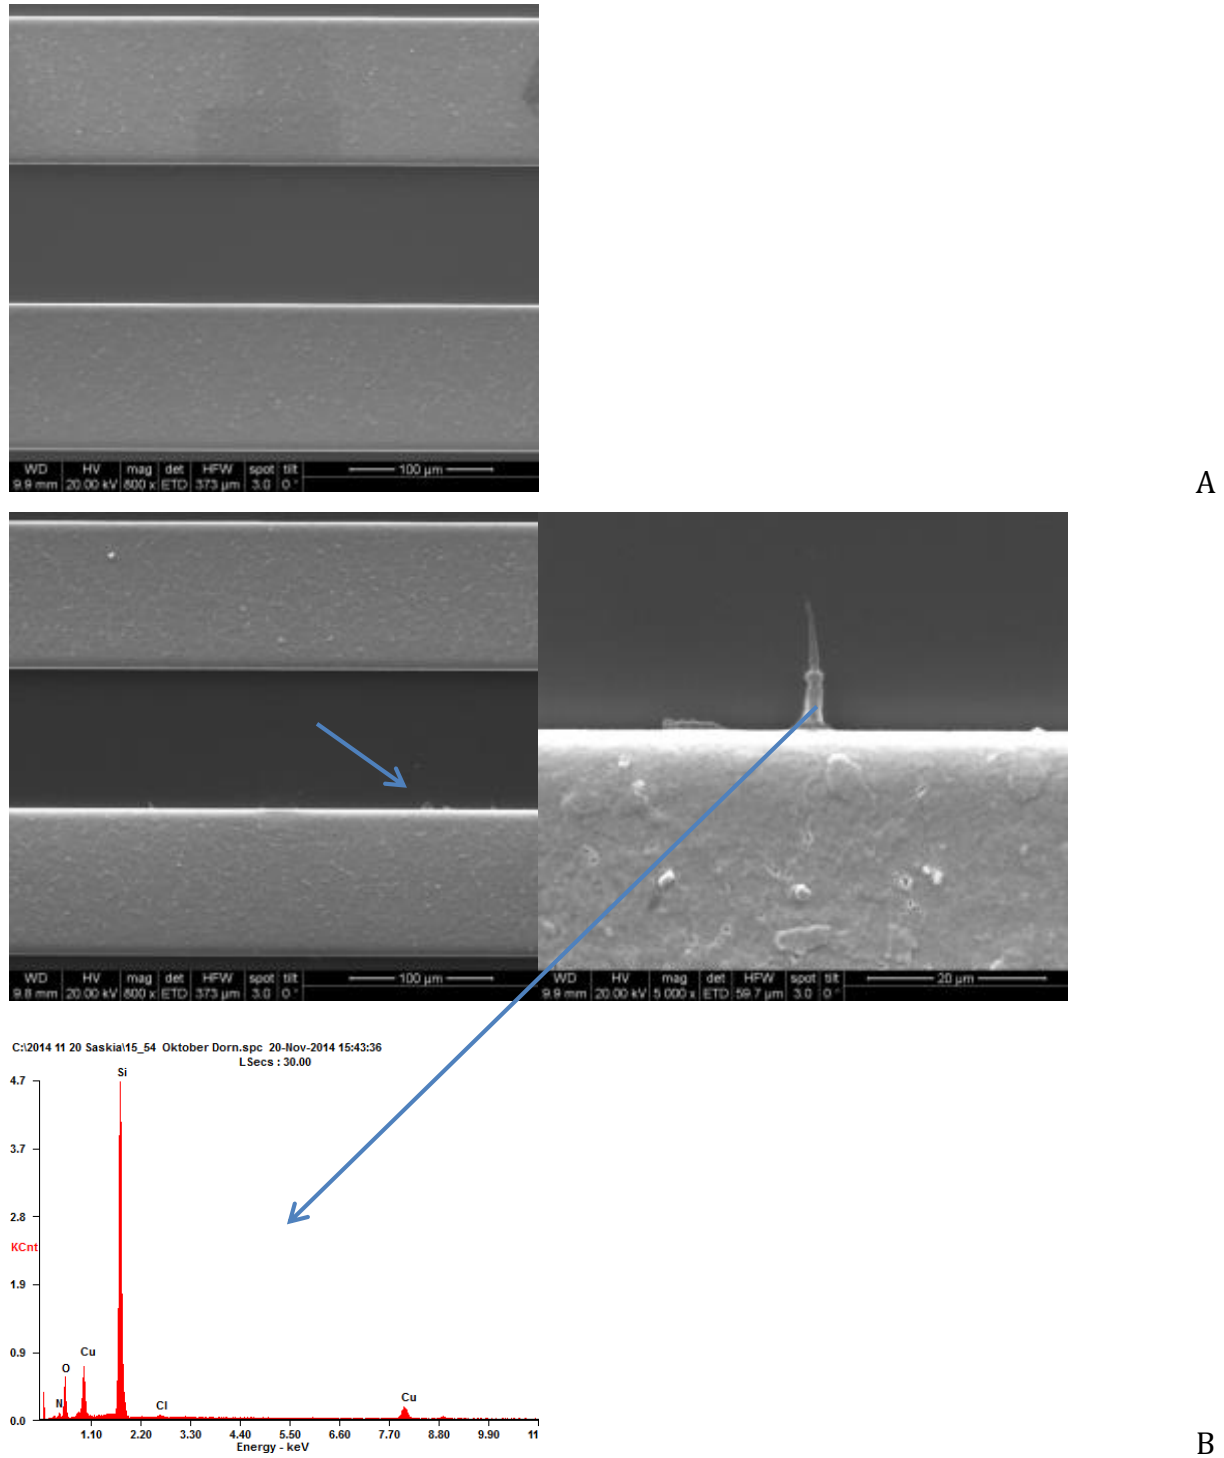 WD HV mag det HFW spot tilt 100 µm
9.9 mm 20.00 kV 800 x ETD 373 µm 3.0 0 °
A
WD HV mag det HFW spot tilt 100 µm
9.8 mm 20.00 kV 800 x ETD 373 µm 3.0 0 °
WD HV mag det HFW spot tilt 20 µm
9.9 mm 20.00 kV 5 000 x ETD 59.7 µm 3.0 0 °
C:\2014 11 20 Saskia\15_54 Oktober Dorn.spc 20-Nov-2014 15:43:36
LSecs : 30.00
Si
4.7
3.7
2.8
KCnt
1.9
0.9
Cu
O
N
Cl
Cu
0.0
1.10 2.20 3.30 4.40 5.50 6.60 7.70 8.80 9.90 11
Energy - keV
B